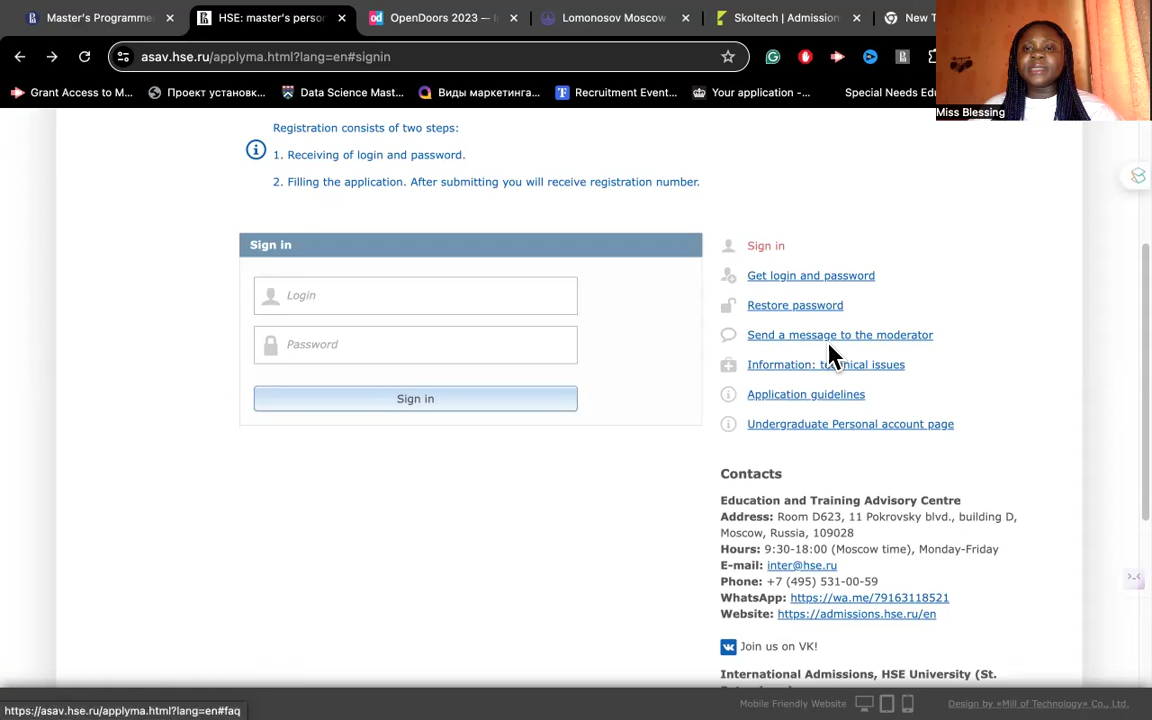 Master's Programme
HSE: master's perso
OpenDoors 2023 —
Lomonosov Moscow
Skoltech | Admission
New T
asav.hse.ru/applyma.html?lang=en#signin
Grant Access to M...
Проект установк...
Data Science Mast...
Виды маркетинга...
Recruitment Event...
Your application -...
Special Needs Edu
Miss Blessing
Registration consists of two steps:
1. Receiving of login and password.
2. Filling the application. After submitting you will receive registration number.
Sign in
Login
Password
Sign in
Sign in
Get login and password
Restore password
Send a message to the moderator
Information: technical issues
Application guidelines
Undergraduate Personal account page
Contacts
Education and Training Advisory Centre
Address: Room D623, 11 Pokrovsky blvd., building D,
Moscow, Russia, 109028
Hours: 9:30-18:00 (Moscow time), Monday-Friday
E-mail: inter@hse.ru
Phone: +7 (495) 531-00-59
WhatsApp: https://wa.me/79163118521
Website: https://admissions.hse.ru/en
Join us on VK!
International Admissions, HSE University (St.
https://asav.hse.ru/applyma.html?lang=en#faq
Mobile Friendly Website
Design by «Mill of Technology» Co., Ltd.